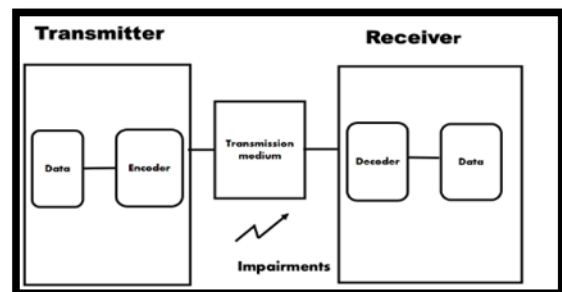 Transmitter
Receiver
Data
Encoder
Transmission
medium
Decoder
Data
Impairments